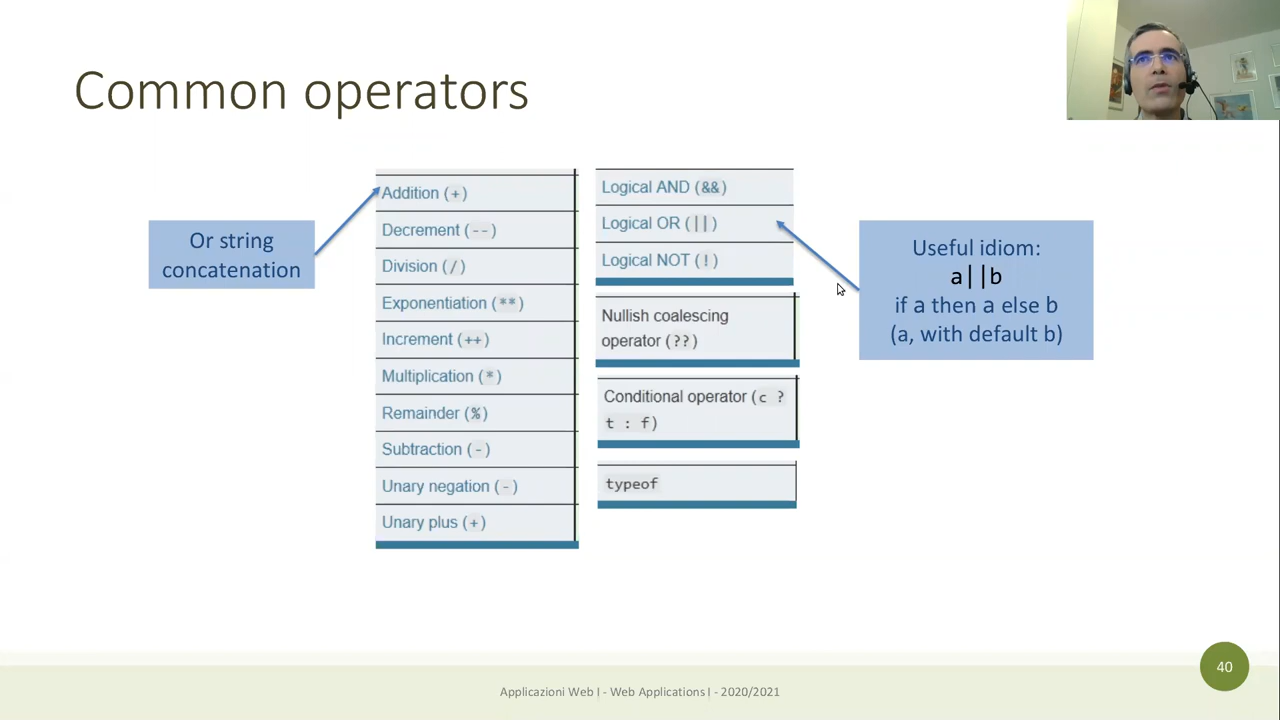 Common operators
Or string
concatenation
Addition (+)
Decrement (--)
Division (/)
Exponentiation (**)
Increment (++)
Multiplication (*)
Remainder (%)
Subtraction (-)
Unary negation (-)
Unary plus (+)
Logical AND (&&)
Logical OR (||)
Logical NOT (!)
Nullish coalescing
operator (??)
Conditional operator (c ?
t : f)
typeof
Useful idiom:
a||b
if a then a else b
(a, with default b)
Applicazioni Web I - Web Applications I - 2020/2021
40